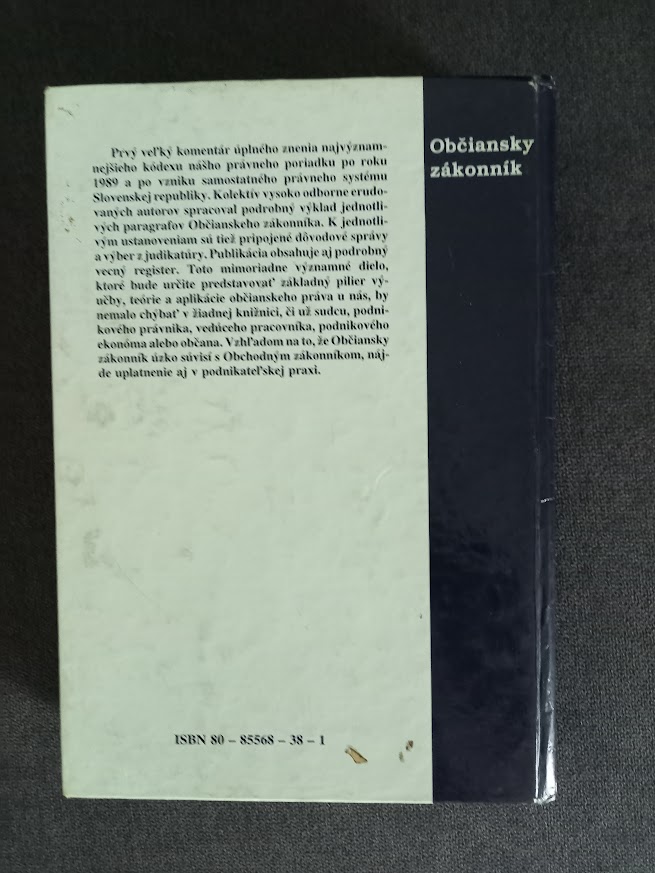 Prvý veľký komentár úplného znenia najvýznam-
nejšieho kódexu nášho právneho poriadku po roku
1989 a po vzniku samostatného právneho systému
Slovenskej republiky. Kolektív vysoko odborne erudo-
vaných autorov spracoval podrobný výklad jednotli-
vých paragrafov Občianskeho zákonníka. K jednotli-
vým ustanoveniam sú tiež pripojené dôvodové správy
a výber z judikatúry. Publikácia obsahuje aj podrobný
vecný register. Toto mimoriadne významné dielo,
ktoré bude určite predstavovať základný pilier vý-
učby, teórie a aplikácie občianskeho práva u nás, by
nemalo chýbať v žiadnej knižnici, či už sudcu, podni-
kového právnika, vedúceho pracovníka, podnikového
ekonóma alebo občana. Vzhľadom na to, že Občiansky
zákonník úzko súvisí s Obchodným zákonníkom, náj-
de uplatnenie aj v podnikateľskej praxi.
ISBN 80 – 85568 – 38 – 1
Občiansky
zákonník